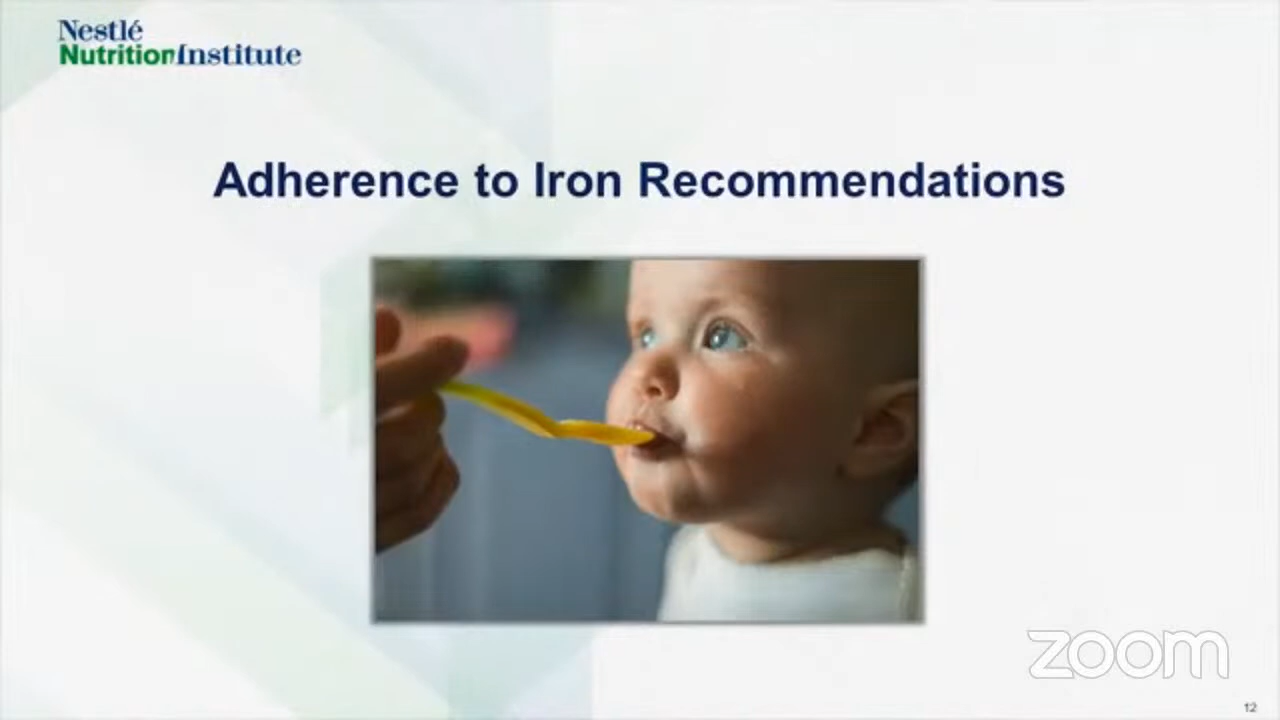 Nestlé
NutritionInstitute
Adherence to Iron Recommendations
zoom
12